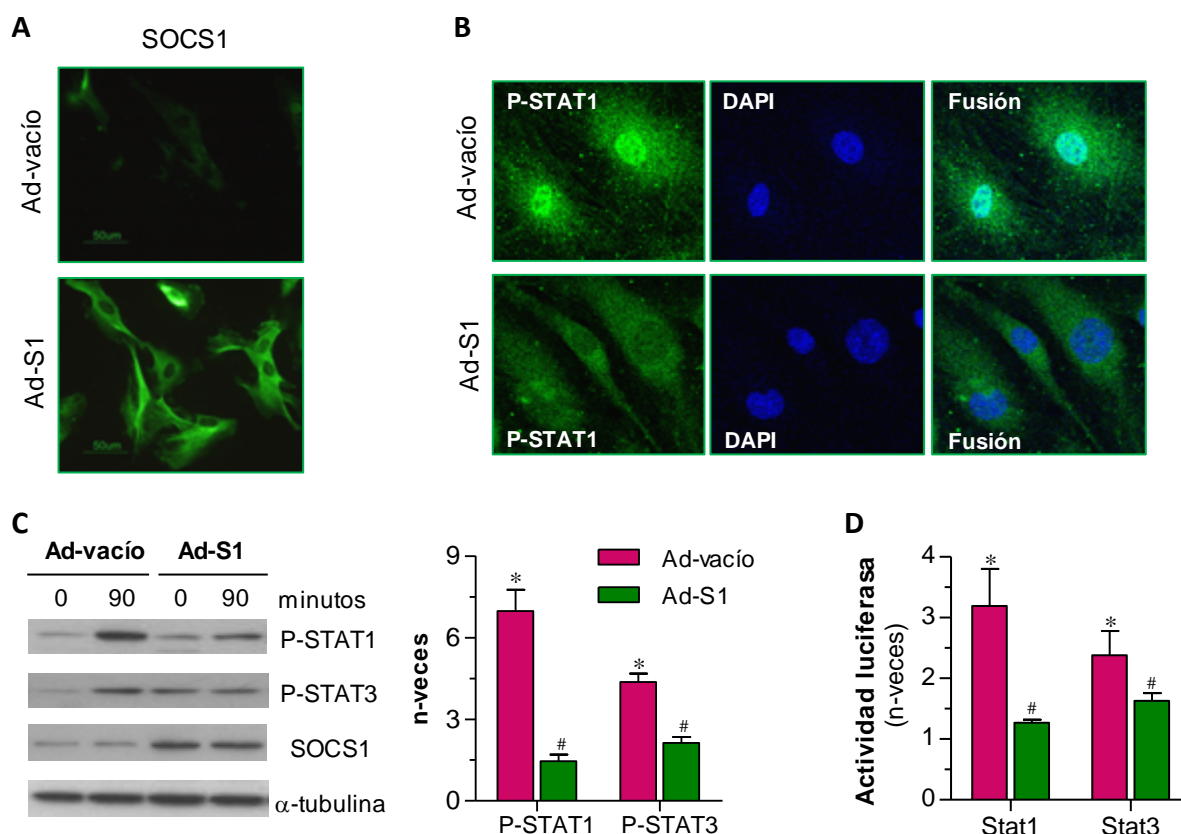 A
SOCS1
Ad-vacío
50um
Ad-S1
50um
B
Ad-vacío
P-STAT1
DAPI
Fusión
Ad-S1
P-STAT1
DAPI
Fusión
C
Ad-vacío Ad-S1
0 90 0 90 minutos
P-STAT1
P-STAT3
SOCS1
α-tubulina
n-veces
9
6
3
0
* # * #
Ad-vacío
Ad-S1
P-STAT1 P-STAT3
D
Actividad luciferasa
(n-veces)
4
3
2
1
0
* # * #
Stat1 Stat3